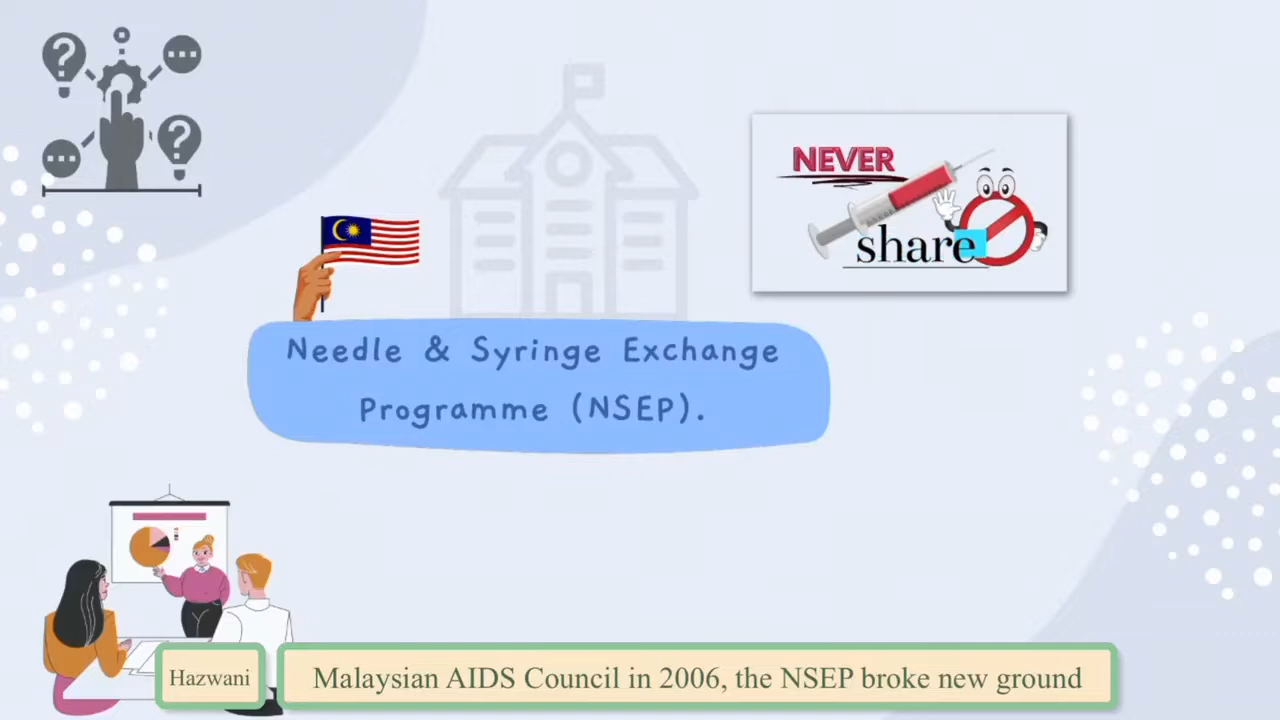 NEVER
share
Needle & Syringe Exchange
Programme (NSEP).
Hazwani
Malaysian AIDS Council in 2006, the NSEP broke new ground